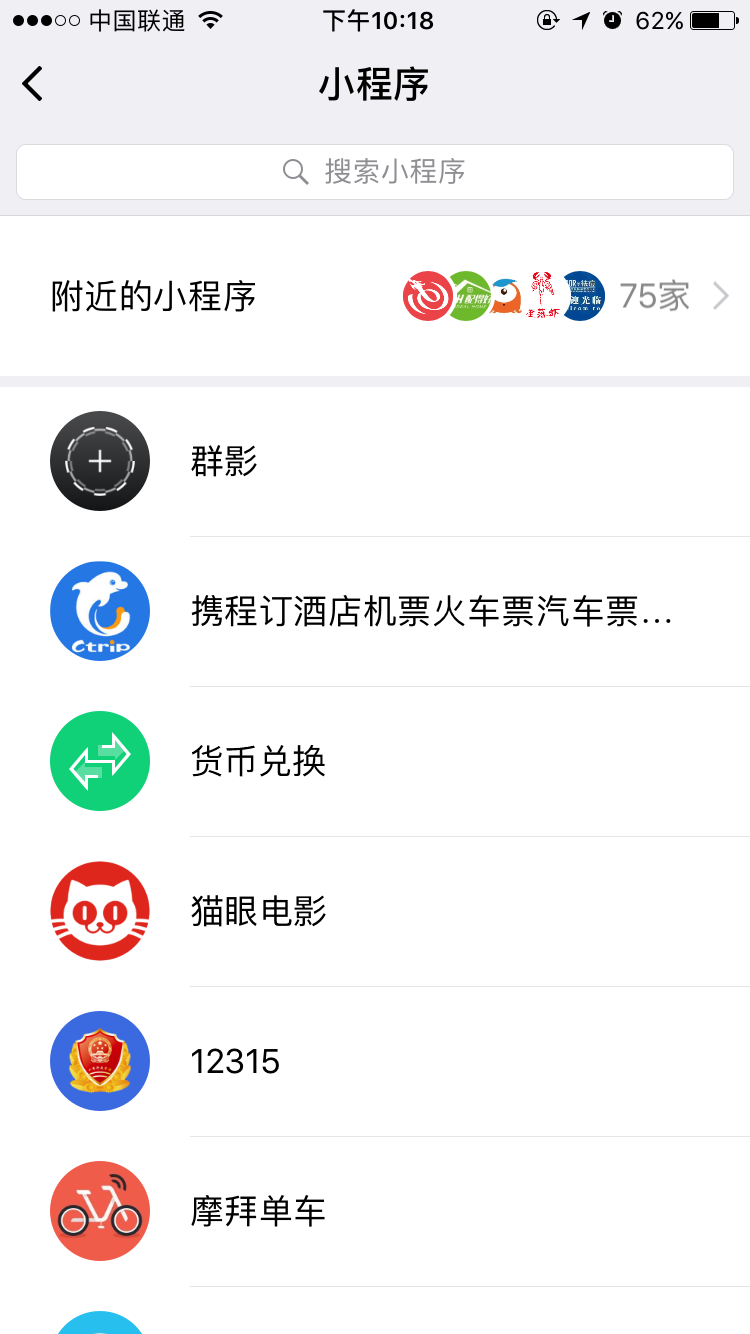 中国联通
下午10:18
62%
小程序
搜索小程序
附近的小程序
75家
群影
Ctrip
携程订酒店机票火车票汽车票...
货币兑换
猫眼电影
12315
摩拜单车